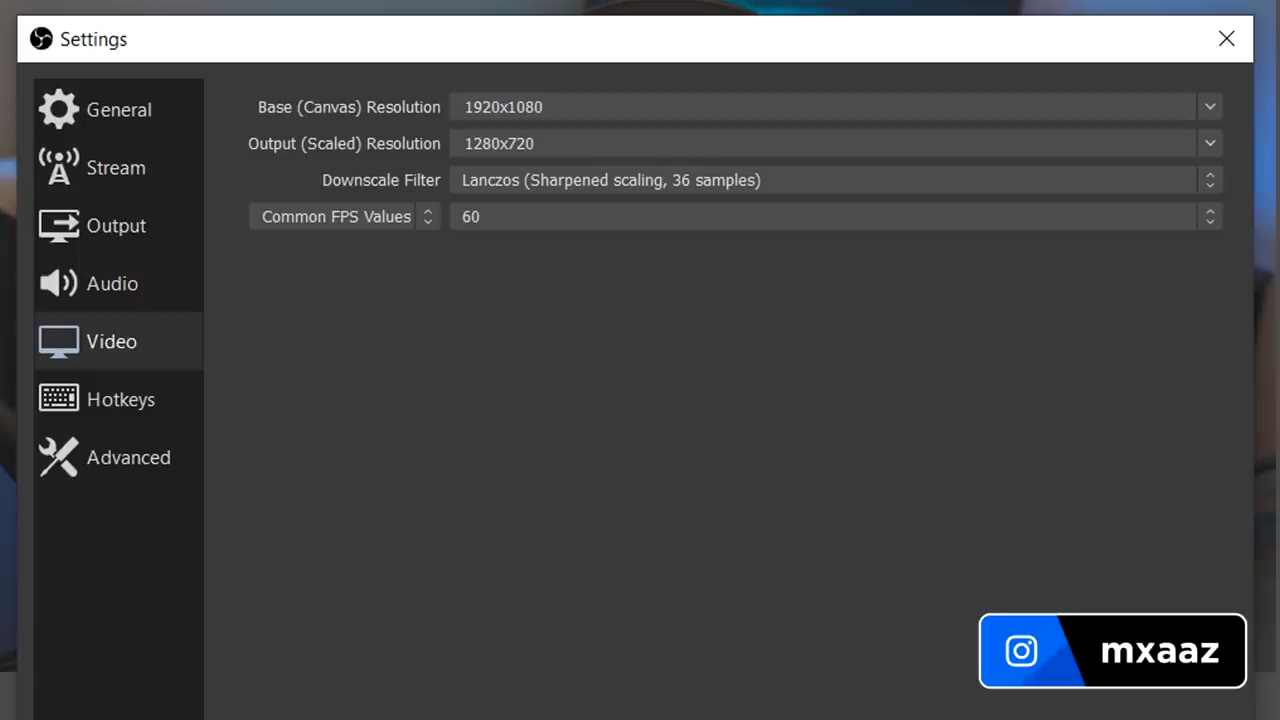 Settings
General
Stream
Output
Audio
Video
Hotkeys
Advanced
Base (Canvas) Resolution 1920x1080
Output (Scaled) Resolution 1280x720
Downscale Filter Lanczos (Sharpened scaling, 36 samples)
Common FPS Values 60
mxaaz